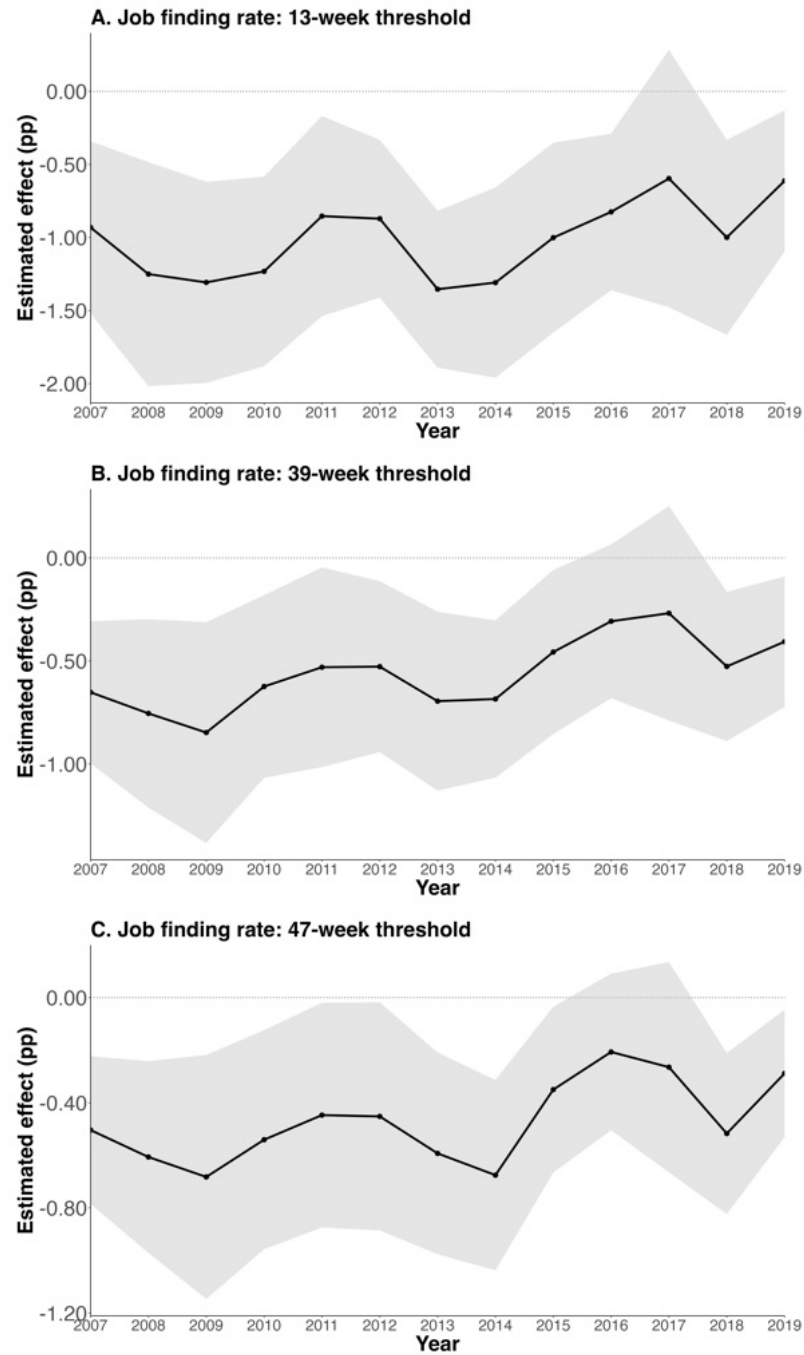 A. Job finding rate: 13-week threshold
Estimated effect (pp)
0.00
-0.50
-1.00
-1.50
-2.00
2007 2008 2009 2010 2011 2012 2013 2014 2015 2016 2017 2018 2019
Year
B. Job finding rate: 39-week threshold
Estimated effect (pp)
0.00
-0.50
-1.00
2007 2008 2009 2010 2011 2012 2013 2014 2015 2016 2017 2018 2019
Year
C. Job finding rate: 47-week threshold
Estimated effect (pp)
0.00
-0.40
-0.80
-1.20
2007 2008 2009 2010 2011 2012 2013 2014 2015 2016 2017 2018 2019
Year